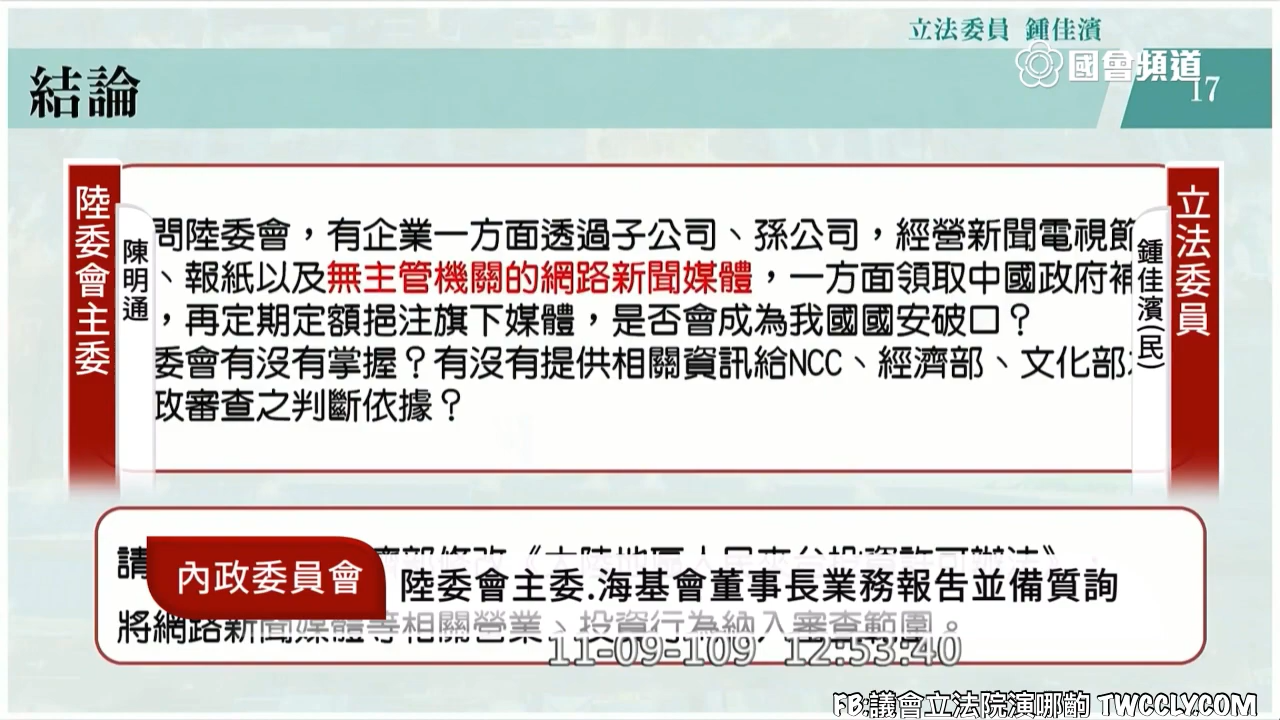 立法委員 鍾佳濱
國會頻道
17
結論
陸委會主委
陳明通
立法委員
鍾佳濱(民)
問陸委會，有企業一方面透過子公司、孫公司，經營新聞電視節
、報紙以及無主管機關的網路新聞媒體，一方面領取中國政府補
，再定期定額挹注旗下媒體，是否會成為我國國安破口？
委會有沒有掌握？有沒有提供相關資訊給NCC、經濟部、文化部
政審查之判斷依據？
請
內政委員會
陸委會主委.海基會董事長業務報告並備質詢
將網路新聞媒體等相關營業、投資行為納入審查範圍。
11-09-109 12:53:40
FB:議會立法院演哪齣 TWCCLY.COM